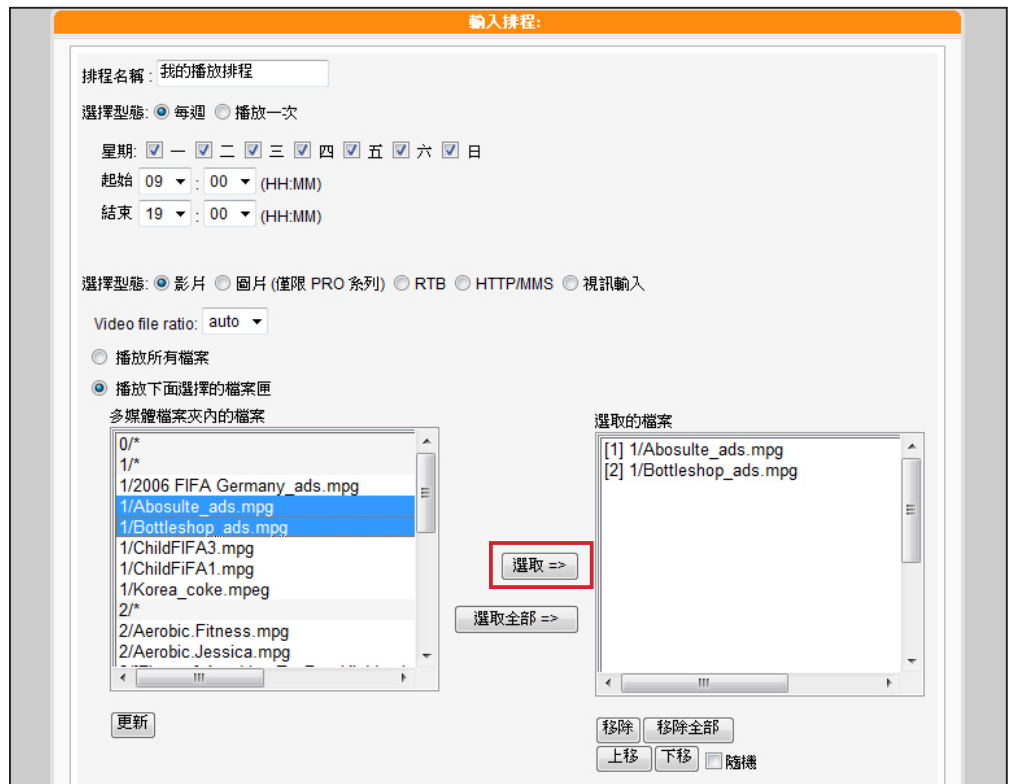 輸入排程:
排程名稱 : 我的播放排程
選擇型態: 每週 播放一次
星期: 一 二 三 四 五 六 日
起始 09 : 00 (HH:MM)
結束 19 : 00 (HH:MM)
選擇型態: 影片 圖片 (僅限 PRO 系列) RTB HTTP/MMS 視訊輸入
Video file ratio: auto
播放所有檔案
播放下面選擇的檔案匣
多媒體檔案夾內的檔案
0/*
1/*
1/2006 FIFA Germany_ads.mpg
1/Abosulte_ads.mpg
1/Bottleshop_ads.mpg
1/ChildFIFA3.mpg
1/ChildFiFA1.mpg
1/Korea_coke.mpeg
2/*
2/Aerobic.Fitness.mpg
2/Aerobic.Jessica.mpg
更新
選取 =>
選取全部 =>
選取的檔案
[1] 1/Abosulte_ads.mpg
[2] 1/Bottleshop_ads.mpg
移除 移除全部
上移 下移 隨機